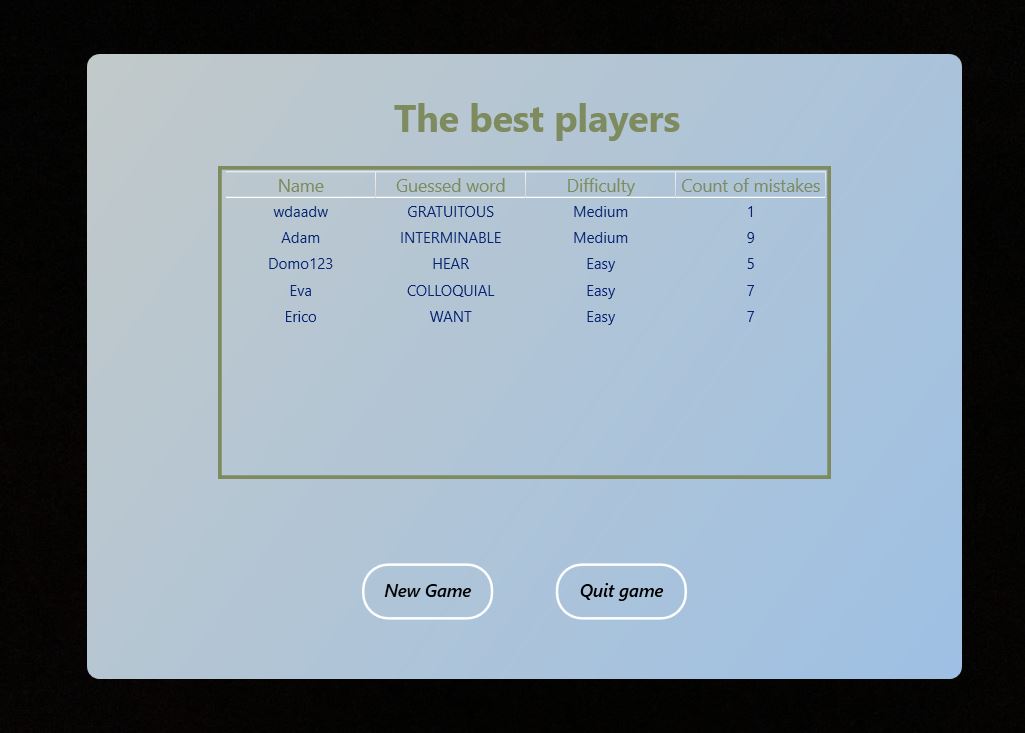 The best players
Name Guessed word Difficulty Count of mistakes
wdaadw GRATUITOUS Medium 1
Adam INTERMINABLE Medium 9
Domo123 HEAR Easy 5
Eva COLLOQUIAL Easy 7
Erico WANT Easy 7
New Game Quit game